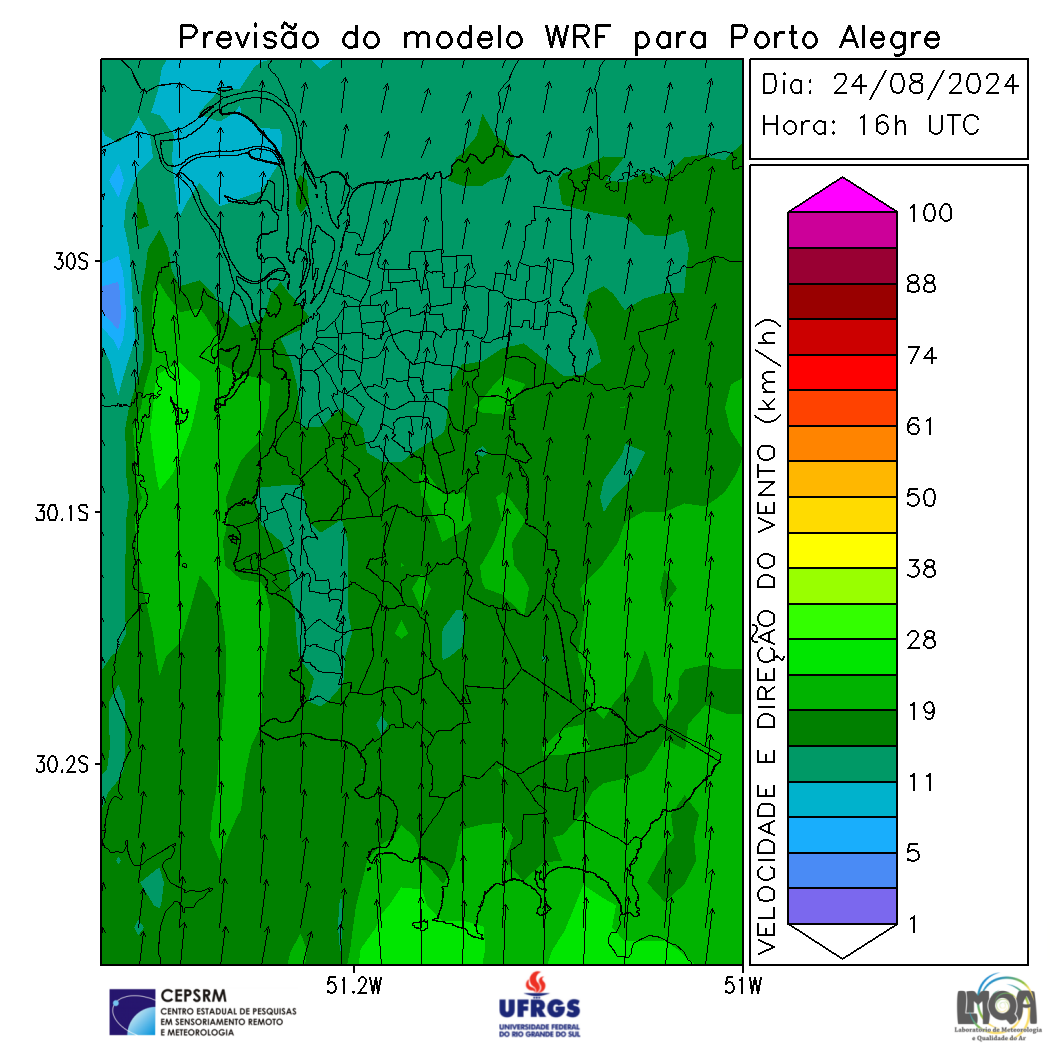 Previsão do modelo WRF para Porto Alegre
Dia: 24/08/2024
Hora: 16h UTC
30S
30.1S
30.2S
51.2W
51W
VELOCIDADE E DIREÇÃO DO VENTO (km/h)
100
88
74
61
50
38
28
19
11
5
1
CEPSRM
CENTRO ESTADUAL DE PESQUISAS
EM SENSORIAMENTO REMOTO
E METEOROLOGIA
UFRGS
UNIVERSIDADE FEDERAL
DO RIO GRANDE DO SUL
LMQA
Laboratório de Meteorologia
e Qualidade do Ar